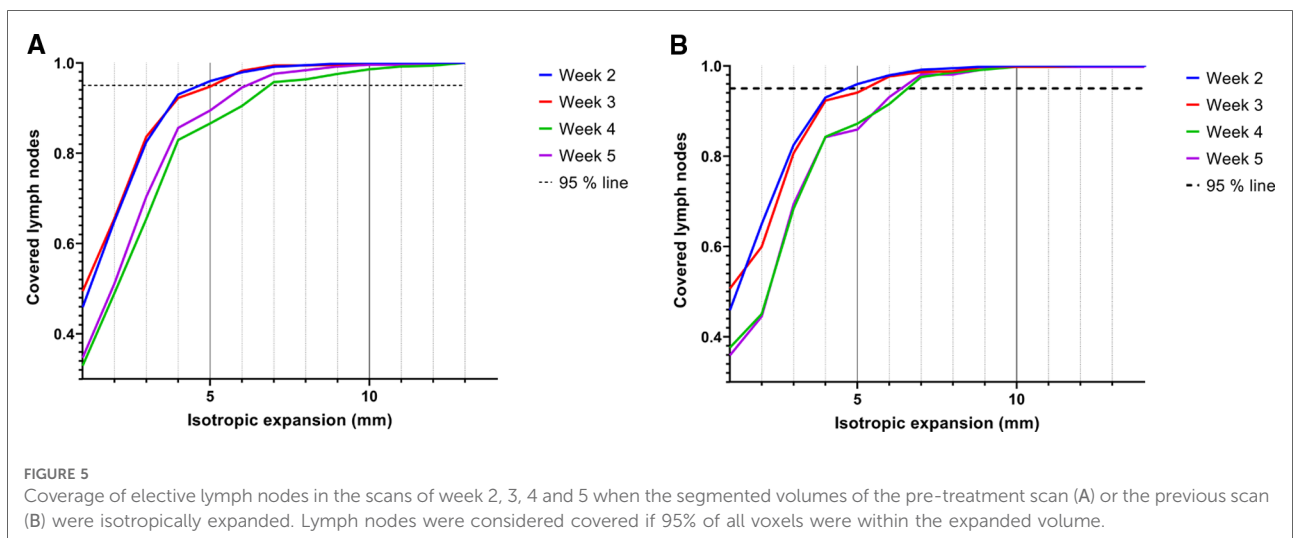 A
Covered lymph nodes
1.0
0.8
0.6
0.4
5
10
Isotropic expansion (mm)
Week 2
Week 3
Week 4
Week 5
95 % line
B
Covered lymph nodes
1.0
0.8
0.6
0.4
5
10
Isotropic expansion (mm)
Week 2
Week 3
Week 4
Week 5
95 % line
FIGURE 5
Coverage of elective lymph nodes in the scans of week 2, 3, 4 and 5 when the segmented volumes of the pre-treatment scan (A) or the previous scan
(B) were isotropically expanded. Lymph nodes were considered covered if 95% of all voxels were within the expanded volume.